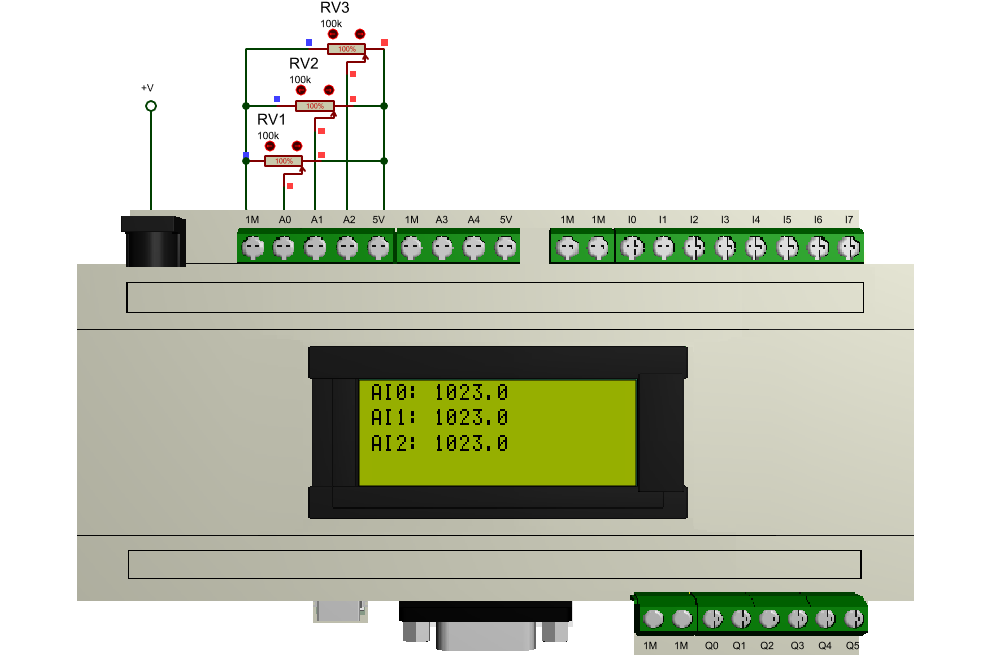 RV3
100k
100%
RV2
100k
100%
+V
RV1
100k
100%
1M A0 A1 A2 5V 1M A3 A4 5V 1M 1M I0 I1 I2 I3 I4 I5 I6 I7
AI0: 1023.0
AI1: 1023.0
AI2: 1023.0
1M 1M Q0 Q1 Q2 Q3 Q4 Q5